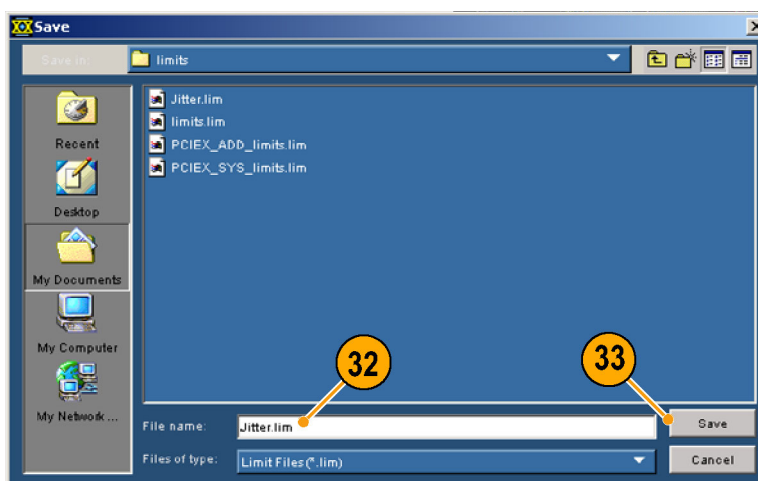 Save
Save in:
limits
Recent
Desktop
My Documents
My Computer
My Network ...
Jitter.lim
limits.lim
PCIEX_ADD_limits.lim
PCIEX_SYS_limits.lim
32
33
File name:
Jitter.lim
Save
Files of type:
Limit Files(*.lim)
Cancel